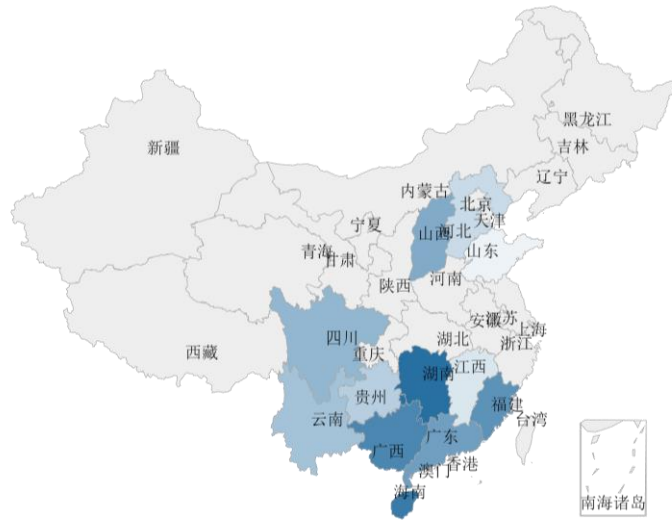 黑龙江
吉林
新疆
辽宁
内蒙古
北京
天津
宁夏
山西
河北
山东
青海
甘肃
陕西
河南
安徽
江苏
上海
四川
湖北
浙江
重庆
西藏
湖南
江西
贵州
福建
云南
台湾
广东
广西
香港
澳门
海南
南海诸岛